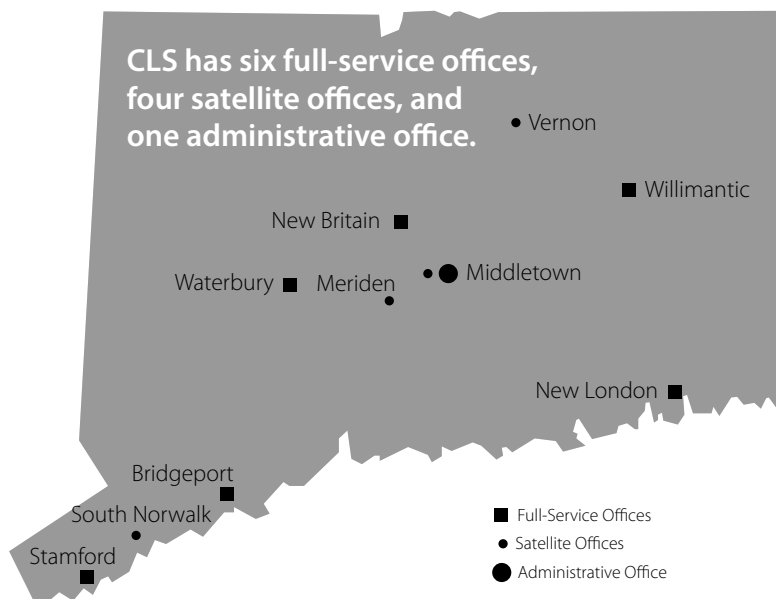 CLS has six full-service offices,
four satellite offices, and
one administrative office.
Vernon
Willimantic
New Britain
Middletown
Waterbury
Meriden
New London
Bridgeport
South Norwalk
Stamford
Full-Service Offices
Satellite Offices
Administrative Office